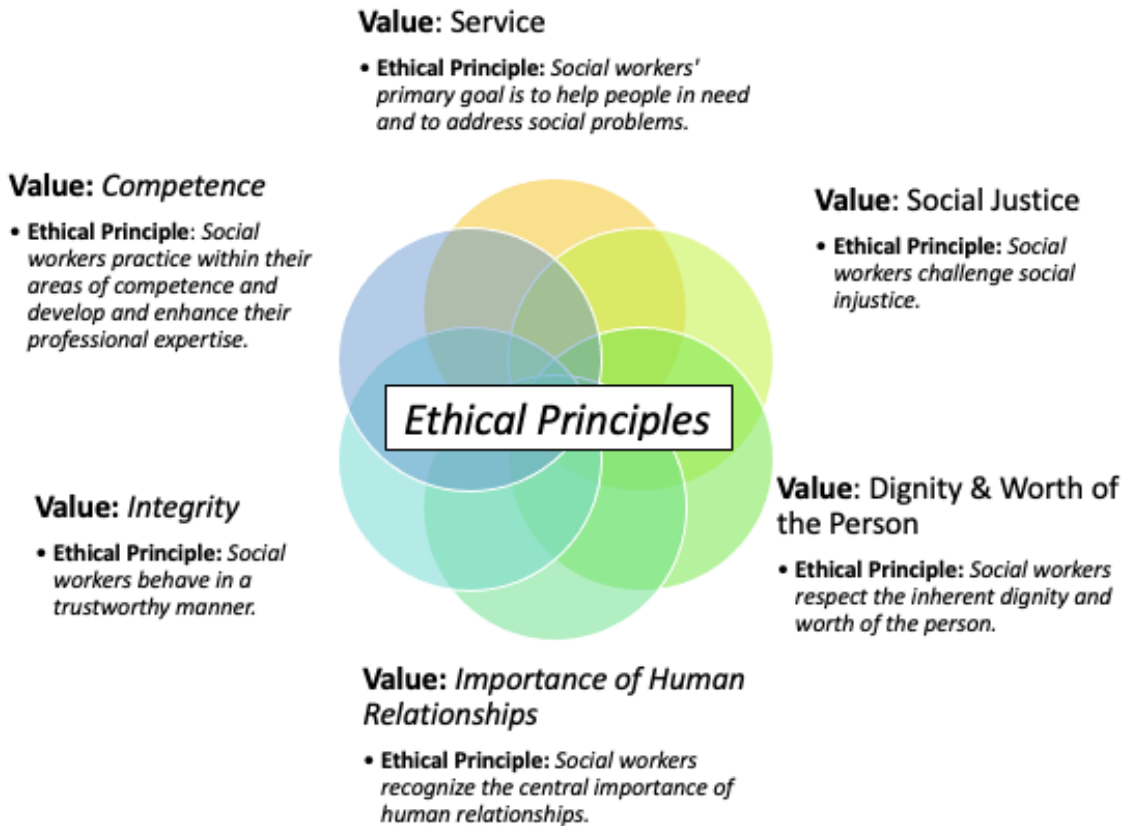 Value: Service
• Ethical Principle: Social workers'
primary goal is to help people in need
and to address social problems.
Value: Social Justice
• Ethical Principle: Social
workers challenge social
injustice.
Value: Dignity & Worth of
the Person
• Ethical Principle: Social workers
respect the inherent dignity and
worth of the person.
Value: Importance of Human
Relationships
• Ethical Principle: Social workers
recognize the central importance of
human relationships.
Value: Integrity
• Ethical Principle: Social
workers behave in a
trustworthy manner.
Value: Competence
• Ethical Principle: Social
workers practice within their
areas of competence and
develop and enhance their
professional expertise.
Ethical Principles